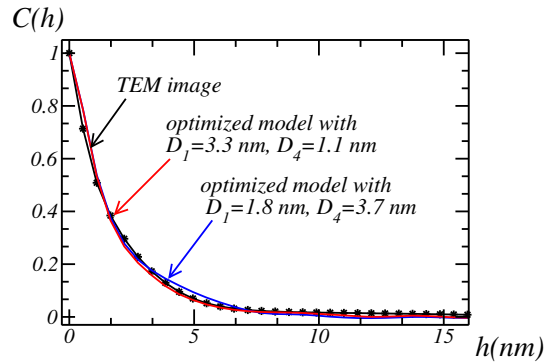 C(h)
1
0.8
0.6
0.4
0.2
0
TEM image
optimized model with
D₁=3.3 nm, D₄=1.1 nm
optimized model with
D₁=1.8 nm, D₄=3.7 nm
0 5 10 15
h(nm)